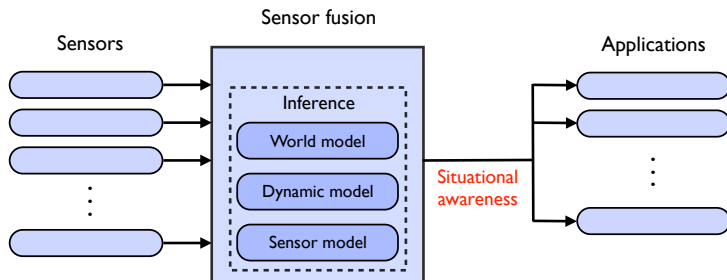 Sensor fusion
Sensors
Applications
Inference
World model
Dynamic model
Sensor model
Situational
awareness